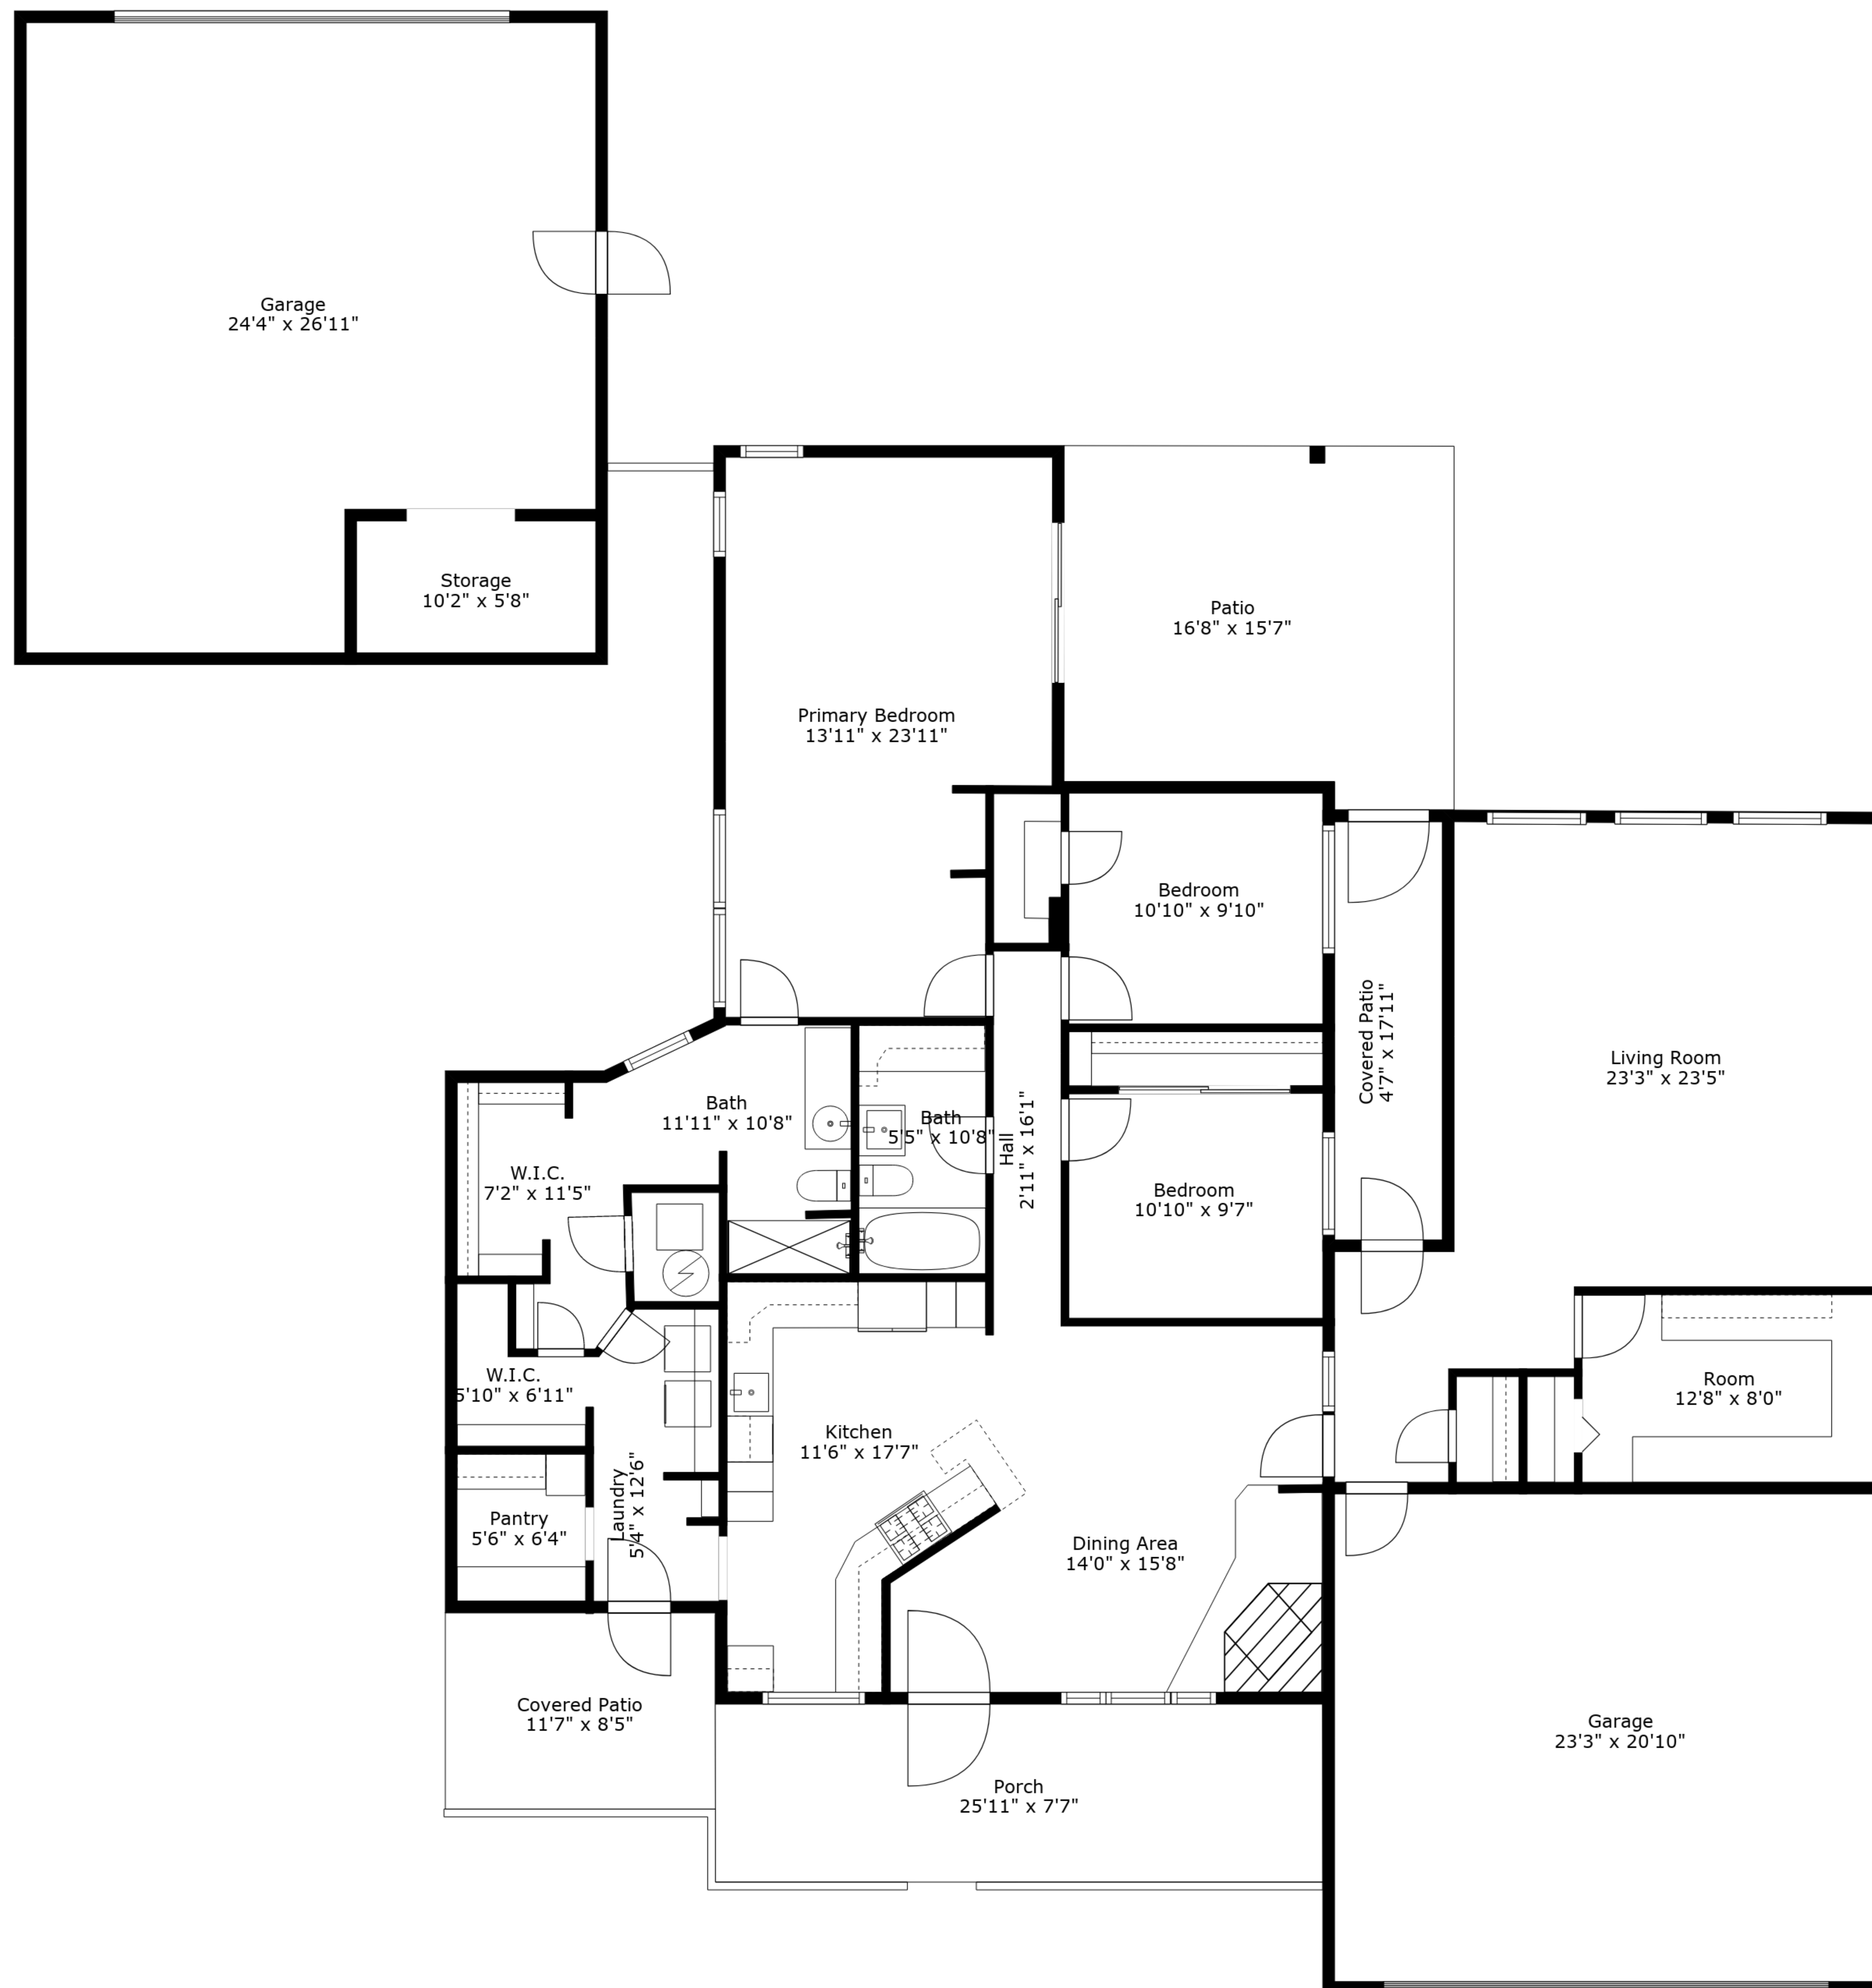 Garage
24'4" x 26'11"
Storage
10'2" x 5'8"
Patio
16'8" x 15'7"
Primary Bedroom
13'11" x 23'11"
Bedroom
10'10" x 9'10"
Covered Patio
4'7" x 17'11"
Living Room
23'3" x 23'5"
Bath
11'11" x 10'8"
Bath
5'5" x 10'8"
Hall
2'11" x 16'1"
W.I.C.
7'2" x 11'5"
Bedroom
10'10" x 9'7"
W.I.C.
5'10" x 6'11"
Room
12'8" x 8'0"
Kitchen
11'6" x 17'7"
Laundry
5'4" x 12'6"
Pantry
5'6" x 6'4"
Dining Area
14'0" x 15'8"
Covered Patio
11'7" x 8'5"
Garage
23'3" x 20'10"
Porch
25'11" x 7'7"